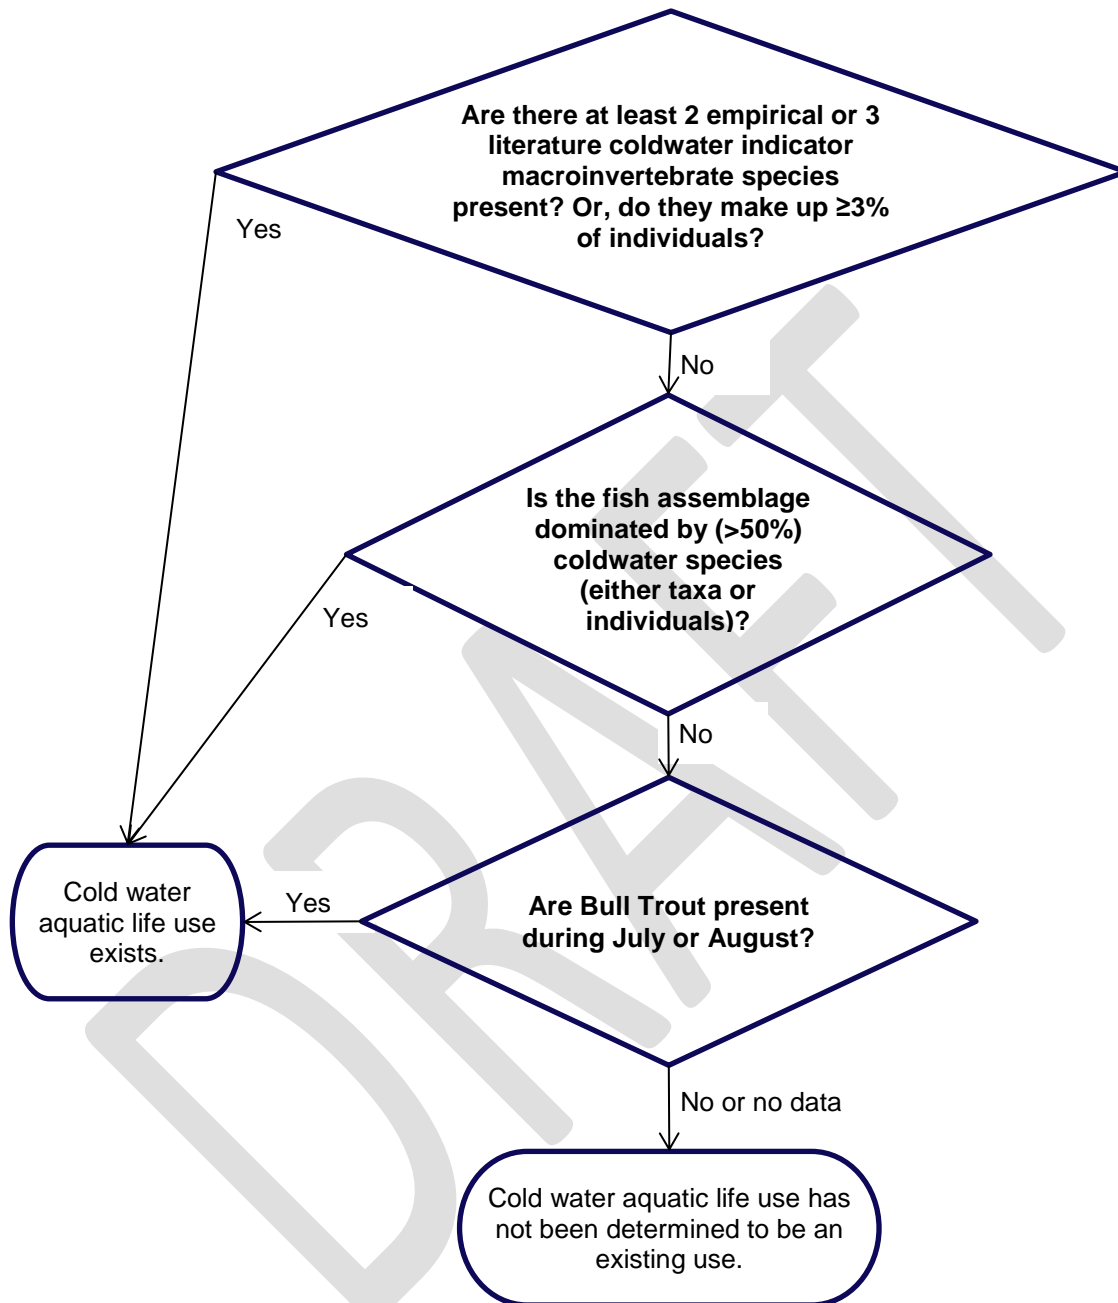 Are there at least 2 empirical or 3
literature coldwater indicator
macroinvertebrate species
present? Or, do they make up ≥3%
of individuals?
Yes
No
Is the fish assemblage
dominated by (>50%)
coldwater species
(either taxa or
individuals)?
Yes
No
Cold water
aquatic life use
exists.
Yes
Are Bull Trout present
during July or August?
No or no data
Cold water aquatic life use has
not been determined to be an
existing use.
DRAFT